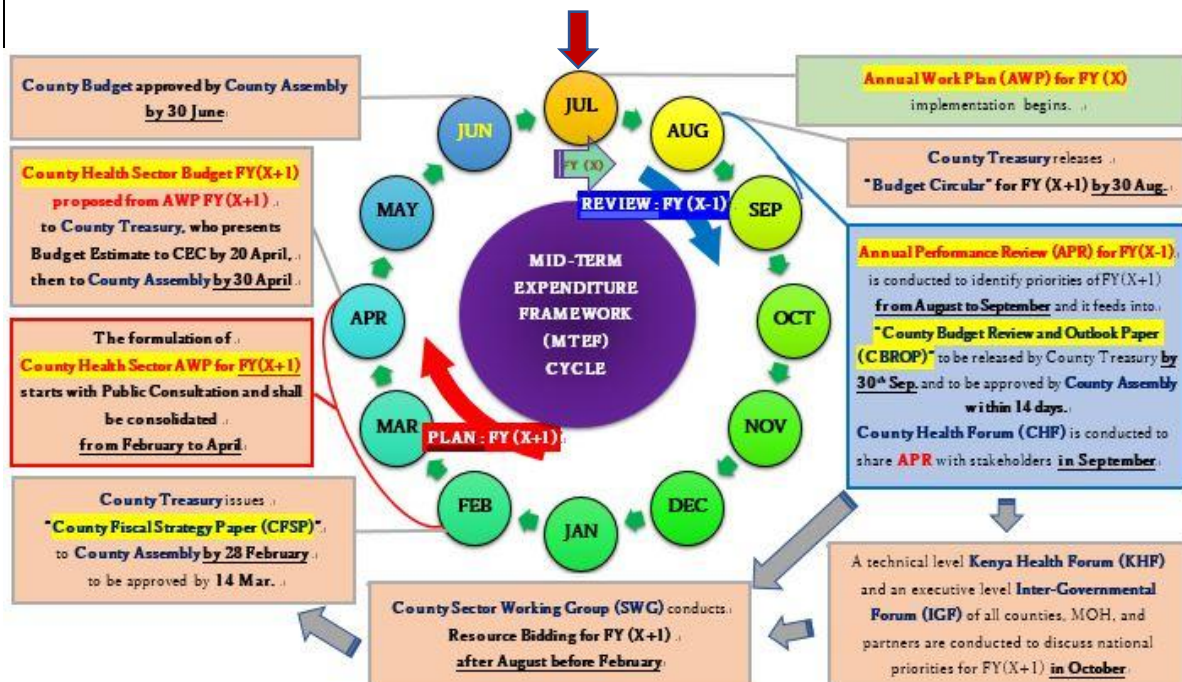 County Budget approved by County Assembly
by 30 June
County Health Sector Budget FY(X+1)
proposed from AWP FY(X+1)
to County Treasury, who presents
Budget Estimate to CEC by 20 April,
then to County Assembly by 30 April
The formulation of
County Health Sector AWP for FY(X+1)
starts with Public Consultation and shall
be consolidated
from February to April
County Treasury issues
"County Fiscal Strategy Paper (CFSP)"
to County Assembly by 28 February
to be approved by 14 Mar.
JUL
AUG
SEP
OCT
NOV
DEC
JAN
FEB
MAR
APR
MAY
JUN
FY (X)
REVIEW : FY (X-1)
MID-TERM
EXPENDITURE
FRAMEWORK
(MTEF)
CYCLE
PLAN : FY (X+1)
Annual Work Plan (AWP) for FY (X)
implementation begins.
County Treasury releases
"Budget Circular" for FY (X+1) by 30 Aug.
Annual Performance Review (APR) for FY(X-1)
is conducted to identify priorities of FY(X+1)
from August to September and it feeds into
"County Budget Review and Outlook Paper
(CBROP)" to be released by County Treasury by
30th Sep. and to be approved by County Assembly
within 14 days.
County Health Forum (CHF) is conducted to
share APR with stakeholders in September
A technical level Kenya Health Forum (KHF)
and an executive level Inter-Governmental
Forum (IGF) of all counties, MOH, and
partners are conducted to discuss national
priorities for FY(X+1) in October
County Sector Working Group (SWG) conducts
Resource Bidding for FY (X+1)
after August before February